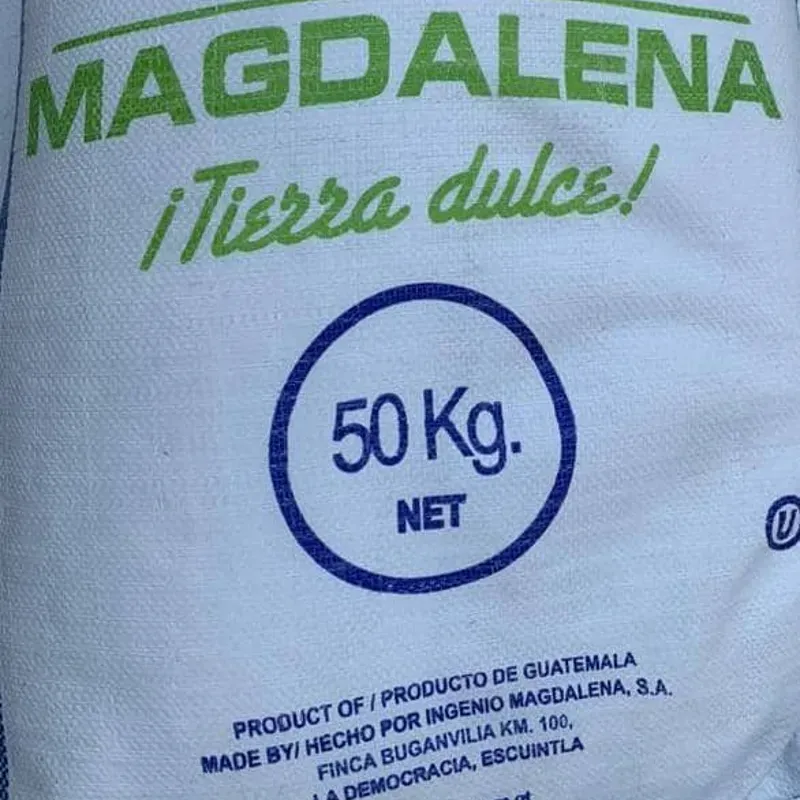 MAGDALENA
¡Tierra dulce!
50 Kg.
NET
U
PRODUCT OF / PRODUCTO DE GUATEMALA
MADE BY/ HECHO POR INGENIO MAGDALENA, S.A.
FINCA BUGANVILIA KM. 100,
LA DEMOCRACIA, ESCUINTLA